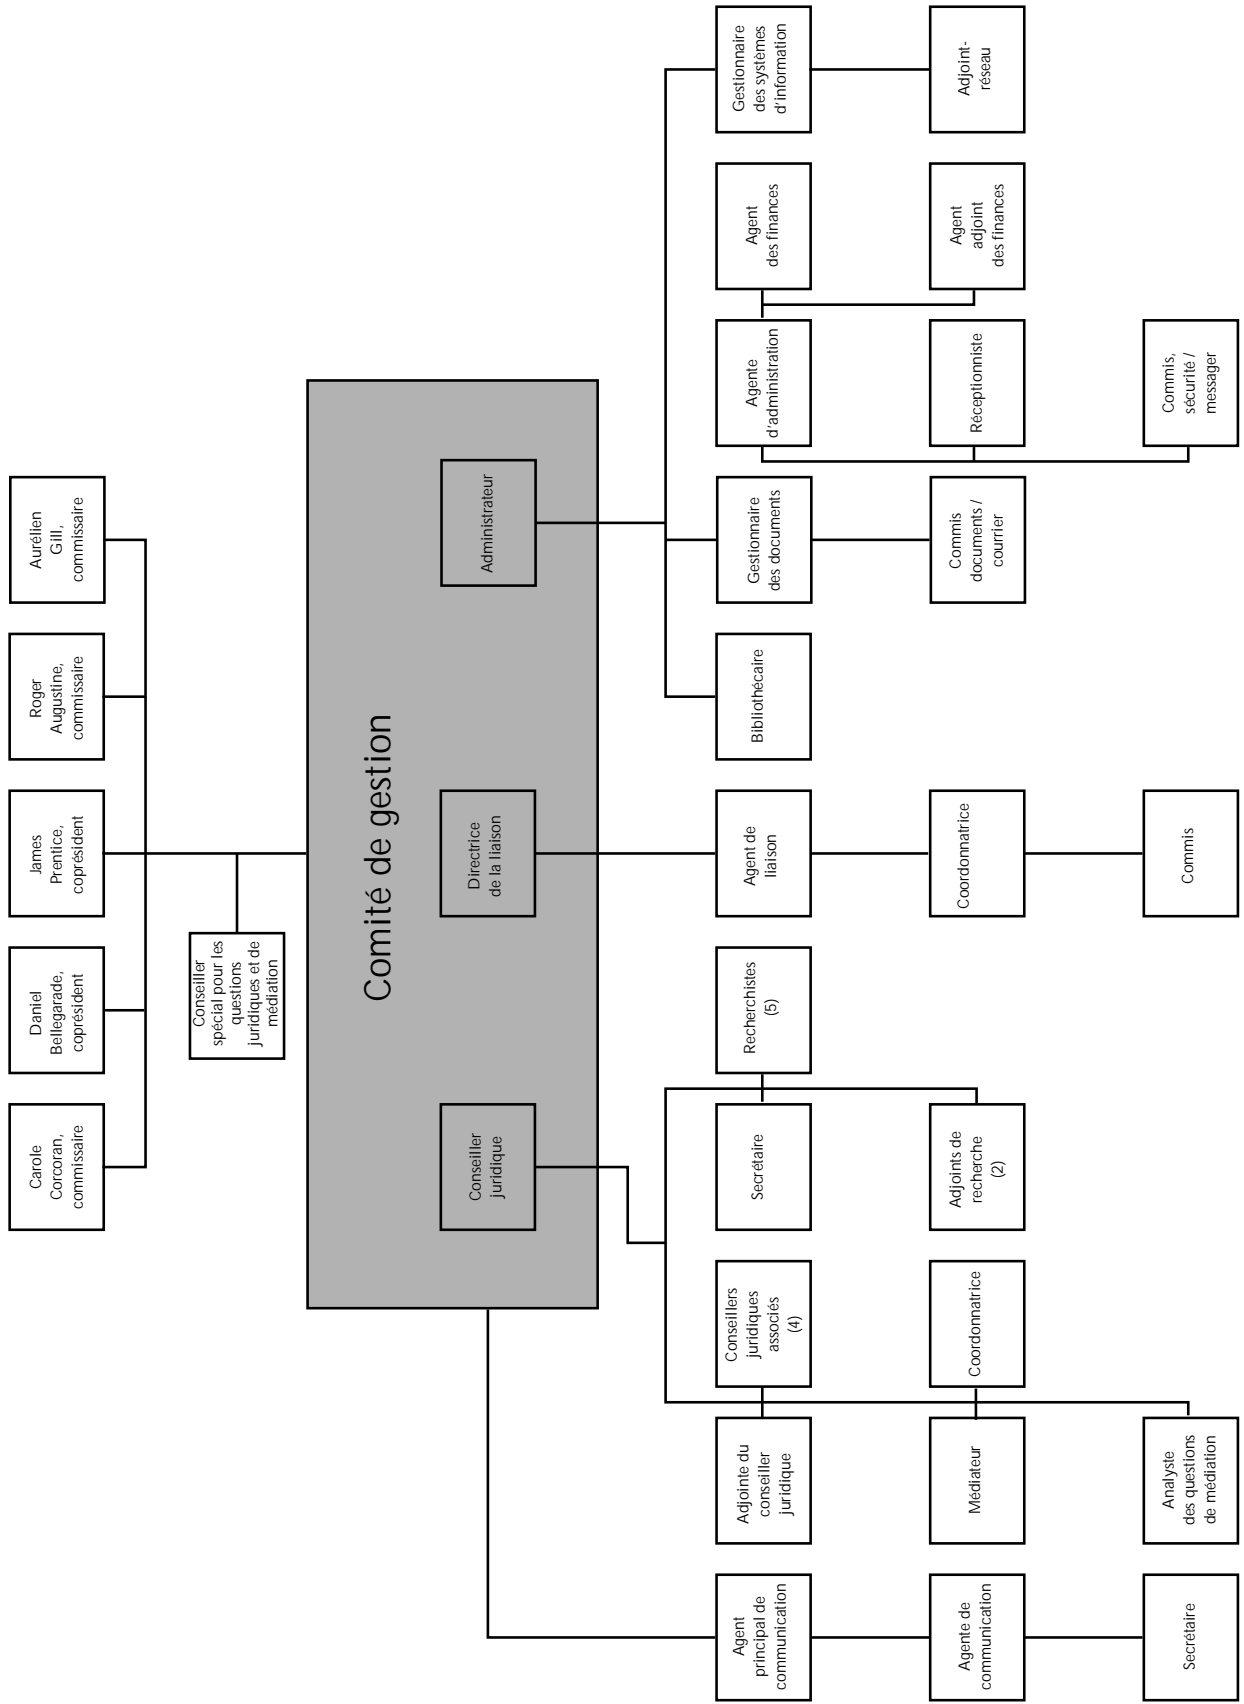 Carole
Corcoran,
commissaire
Daniel
Bellegarade,
coprésident
James
Prentice,
coprésident
Roger
Augustine,
commissaire
Aurélien
Gill,
commissaire
Conseiller
spécial pour les
questions
juridiques et de
médiation
Comité de gestion
Conseiller
juridique
Directrice
de la liaison
Administrateur
Agent
principal de
communication
Adjointe du
conseiller
juridique
Conseillers
juridiques
associés
(4)
Secrétaire
Recherchistes
(5)
Agent de
liaison
Bibliothécaire
Gestionnaire
des documents
Agente
d'administration
Agent
des finances
Gestionnaire
des systèmes
d'information
Agente de
communication
Médiateur
Coordonnatrice
Adjoints de
recherche
(2)
Coordonnatrice
Commis
documents /
courrier
Réceptionniste
Agent
adjoint
des finances
Adjoint-
réseau
Secrétaire
Analyste
des questions
de médiation
Commis
Commis,
sécurité /
messager